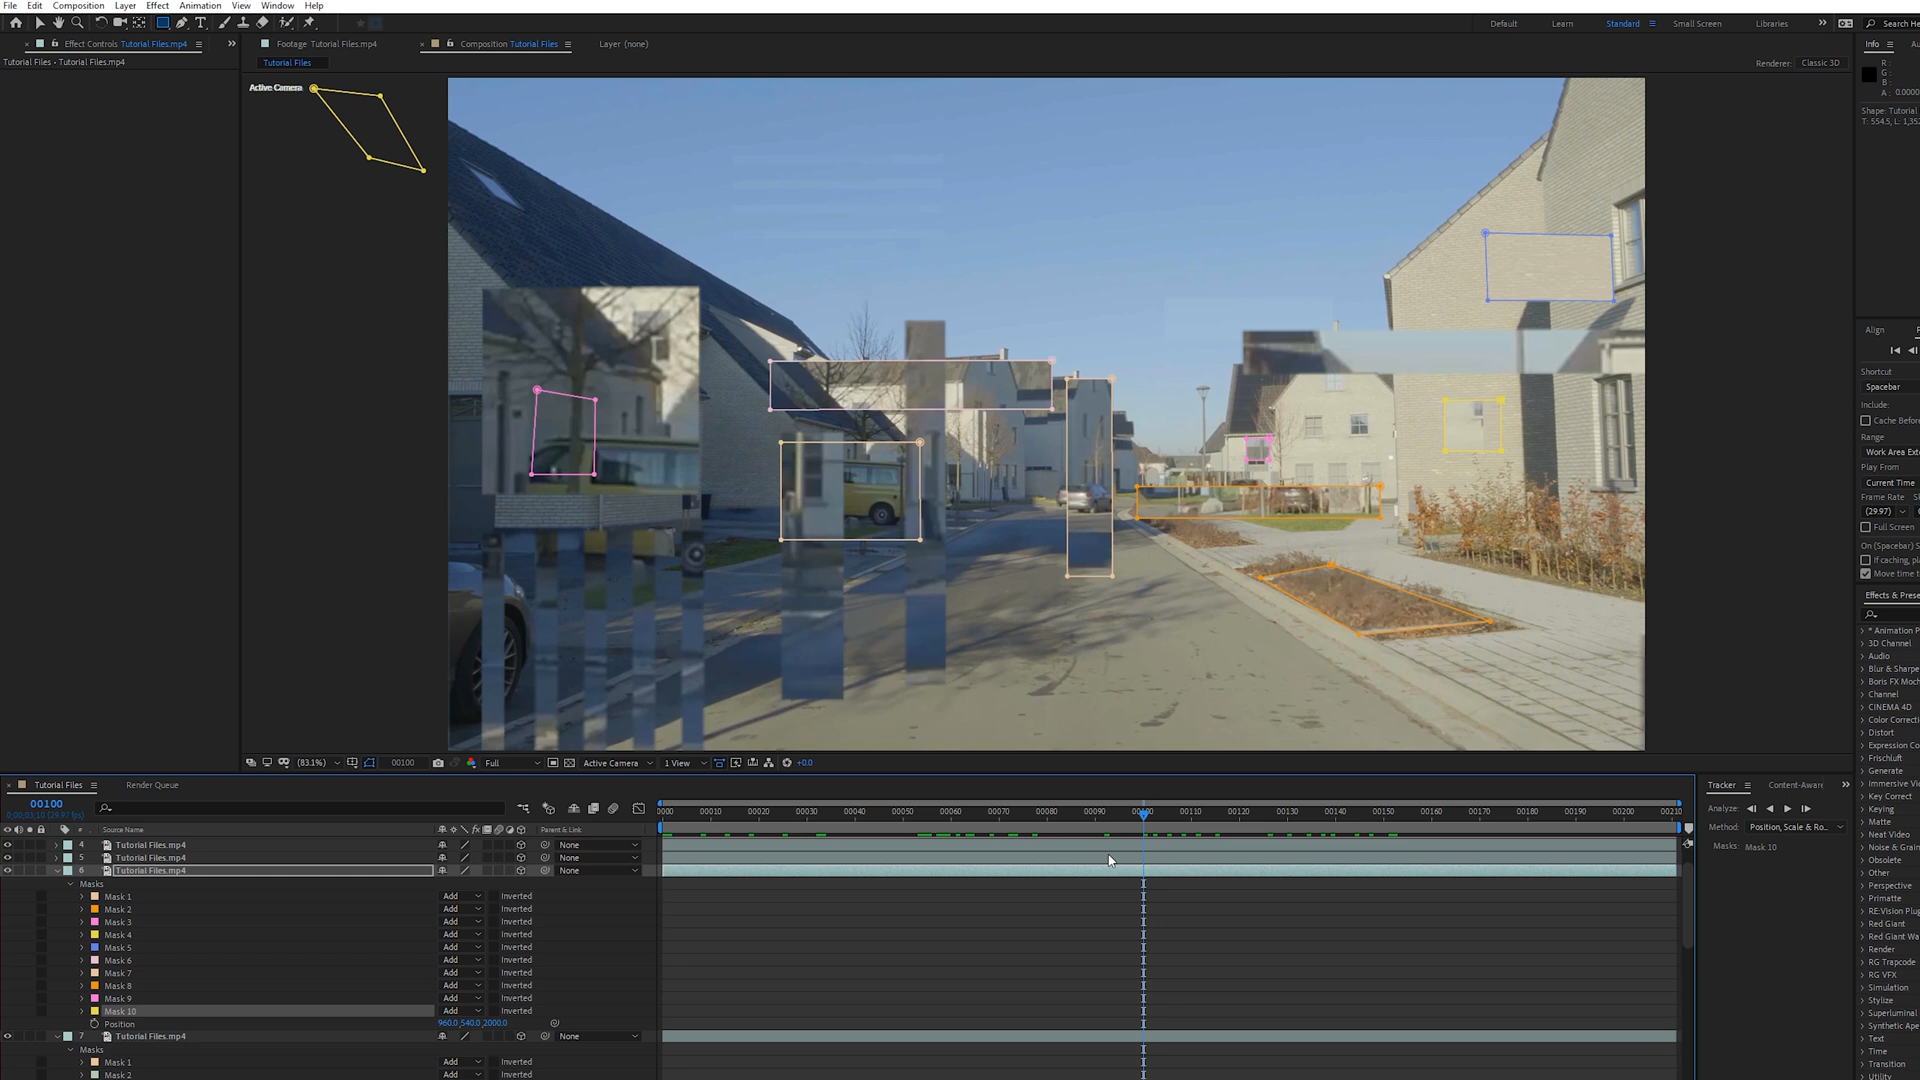 File Edit Composition Layer Effect Animation View Window Help
Default Learn Standard Small Screen Libraries Search He
Effect Controls Tutorial Files.mp4
Footage Tutorial Files.mp4 Composition Tutorial Files Layer (none)
Info
Tutorial Files • Tutorial Files.mp4
Tutorial Files
Renderer: Classic 3D
R :
G :
B :
A : 0.0000
Active Camera
Shape: Tutorial
T: 554.5, L: 1,352
Align
Shortcut
Spacebar
Include:
Cache Before
Range
Work Area Ext
Play From
Current Time
Frame Rate
(29.97)
Full Screen
On (Spacebar) S
If caching, pla
Move time t
Effects & Prese
* Animation P
3D Channel
Audio
Blur & Sharpe
Boris FX Moch
Channel
CINEMA 4D
Color Correcti
Distort
Expression Co
Frischluft
Generate
Immersive Vi
Key Correct
Keying
Matte
Neat Video
Noise & Grain
Obsolete
Other
Perspective
Primatte
RE:Vision Plug
Red Giant
Red Giant Wa
Render
RG Trapcode
RG VFX
Simulation
Stylize
Superluminal
Synthetic Ape
Text
Time
Transition
Utility
(83.1%) 00100 Full Active Camera 1 View +0.0
Tutorial Files Render Queue
Tracker Content-Aware
00100
0;00;03;10 (29.97 fps)
0000 00010 00020 00030 00040 00050 00060 00070 00080 00090 00110 00120 00130 00140 00150 00160 00170 00180 00190 00200 0021
Analyze:
Method: Position, Scale & Ro...
Masks: Mask 10
# Source Name Parent & Link
4 Tutorial Files.mp4 None
5 Tutorial Files.mp4 None
6 Tutorial Files.mp4 None
Masks
Mask 1 Add Inverted
Mask 2 Add Inverted
Mask 3 Add Inverted
Mask 4 Add Inverted
Mask 5 Add Inverted
Mask 6 Add Inverted
Mask 7 Add Inverted
Mask 8 Add Inverted
Mask 9 Add Inverted
Mask 10 Add Inverted
Position 960.0,540.0,2000.0
7 Tutorial Files.mp4 None
Masks
Mask 1 Add Inverted
Mask 2 Add Inverted